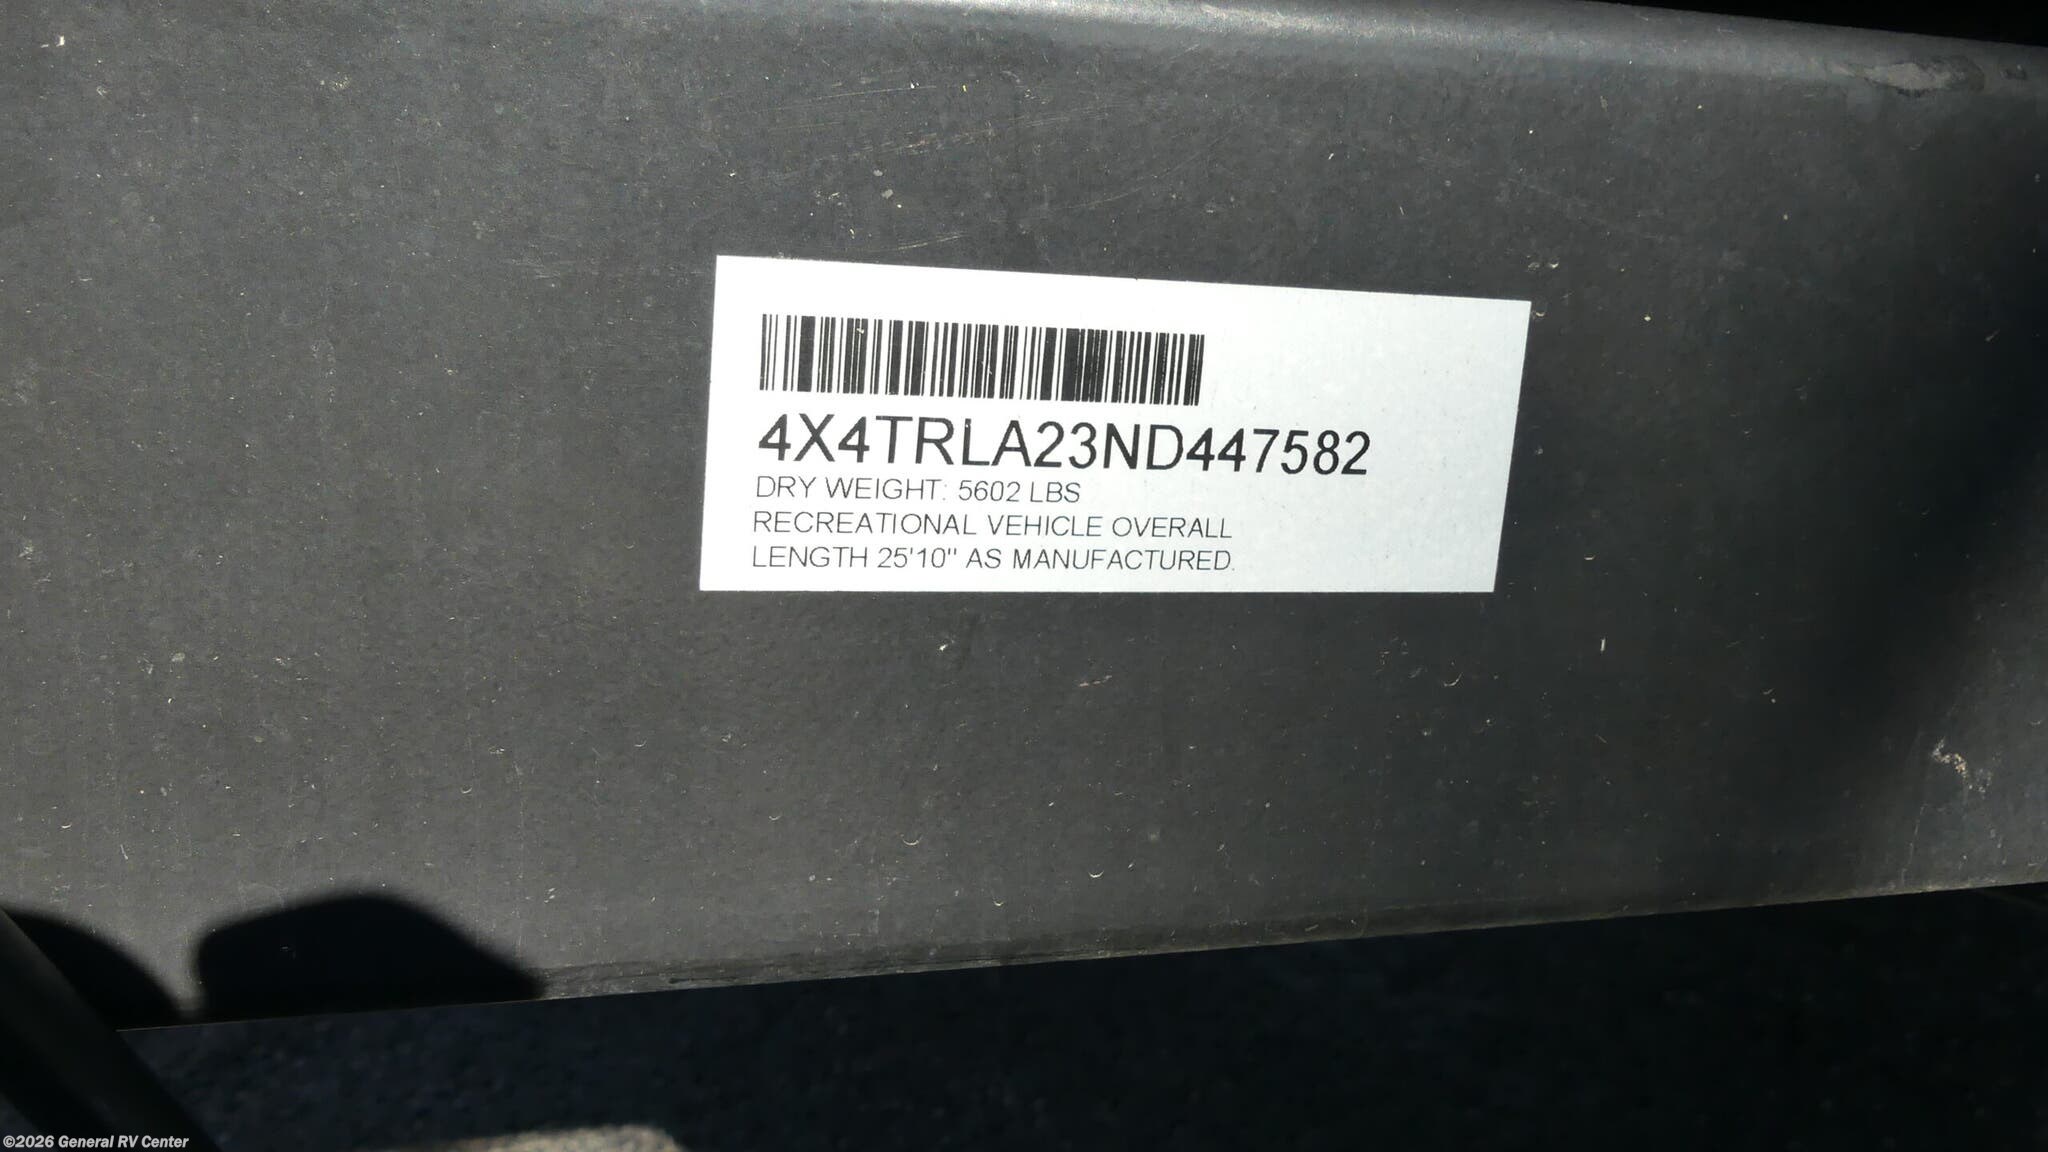 4X4TRLA23ND447582
DRY WEIGHT: 5602 LBS
RECREATIONAL VEHICLE OVERALL
LENGTH 25'10" AS MANUFACTURED.
©2026 General RV Center